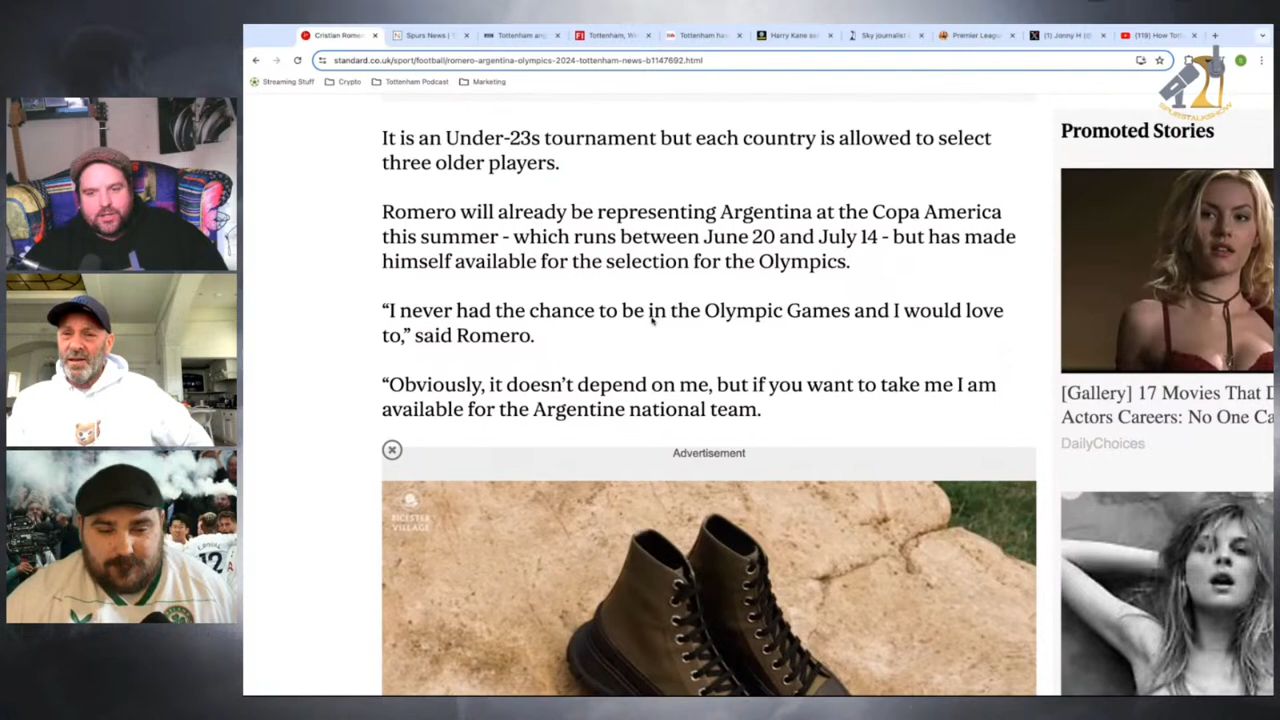 Cristian Rome
Spurs News | T
Tottenham an
Tottenham, W
Tottenham ha
Harry Kane se
Sky journalist
Premier Leagu
(1) Jonny H (
(119) How Tot
standard.co.uk/sport/football/romero-argentina-olympics-2024-tottenham-news-b1147692.html
Streaming Stuff
Crypto
Tottenham Podcast
Marketing
SPURSTALKSHOW
It is an Under-23s tournament but each country is allowed to select
three older players.
Romero will already be representing Argentina at the Copa America
this summer - which runs between June 20 and July 14 - but has made
himself available for the selection for the Olympics.
“I never had the chance to be in the Olympic Games and I would love
to,” said Romero.
“Obviously, it doesn’t depend on me, but if you want to take me I am
available for the Argentine national team.
Advertisement
BICESTER
VILLAGE
Promoted Stories
[Gallery] 17 Movies That D
Actors Careers: No One Ca
DailyChoices
12